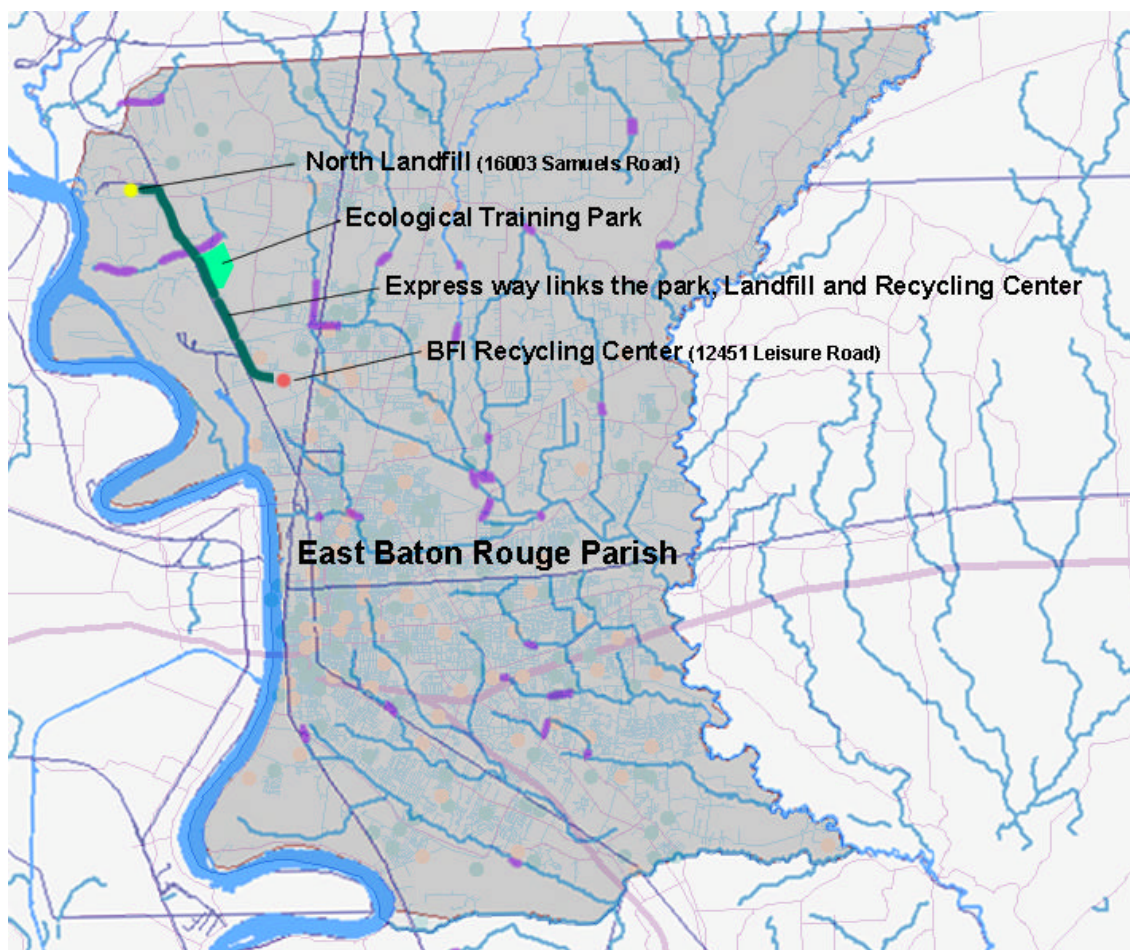 North Landfill (16003 Samuels Road)
Ecological Training Park
Express way links the park, Landfill and Recycling Center
BFI Recycling Center (12451 Leisure Road)
East Baton Rouge Parish